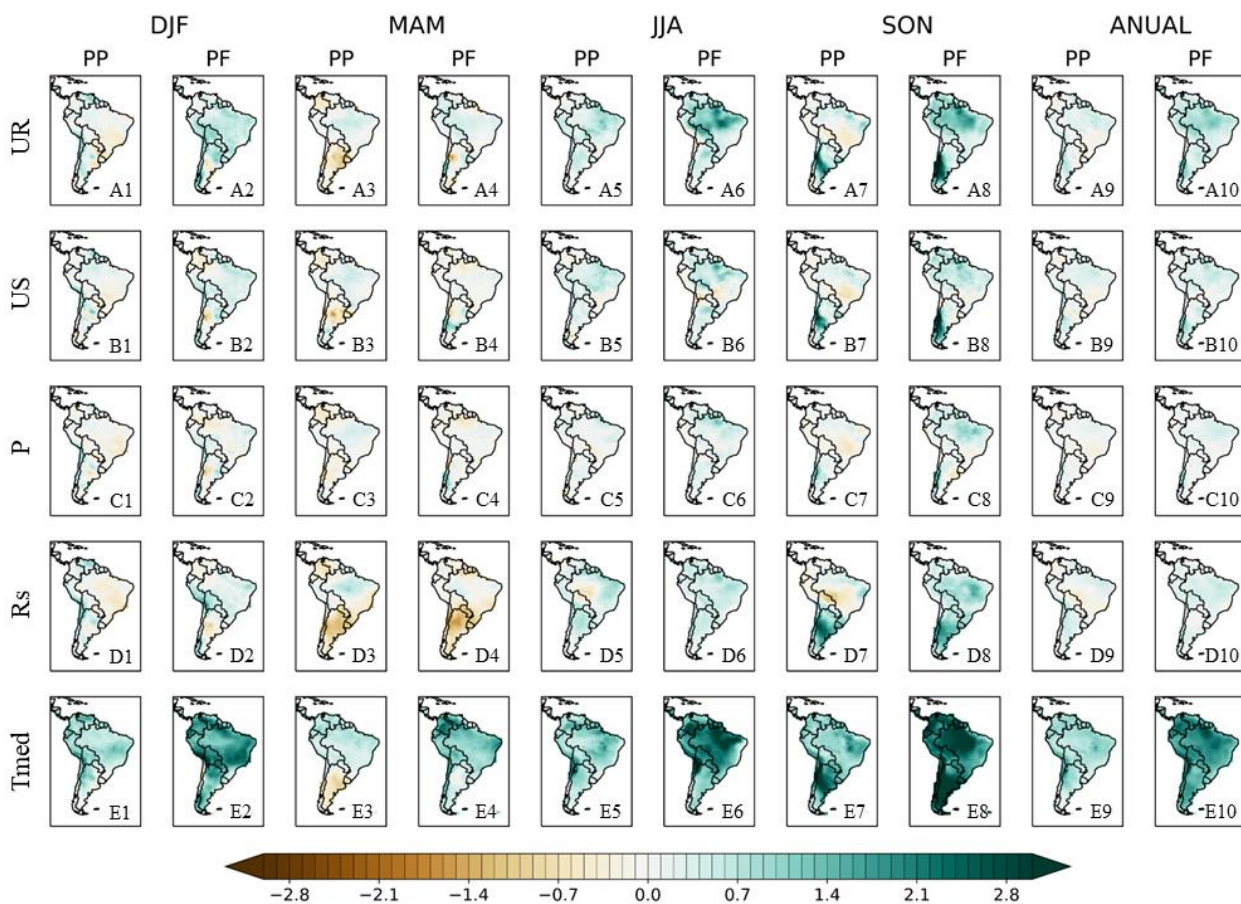 DJF MAM JJA SON ANUAL
PP PF PP PF PP PF PP PF PP PF
UR
A1 A2 A3 A4 A5 A6 A7 A8 A9 A10
US
B1 B2 B3 B4 B5 B6 B7 B8 B9 B10
P
C1 C2 C3 C4 C5 C6 C7 C8 C9 C10
Rs
D1 D2 D3 D4 D5 D6 D7 D8 D9 D10
Tmed
E1 E2 E3 E4 E5 E6 E7 E8 E9 E10
−2.8 −2.1 −1.4 −0.7 0.0 0.7 1.4 2.1 2.8